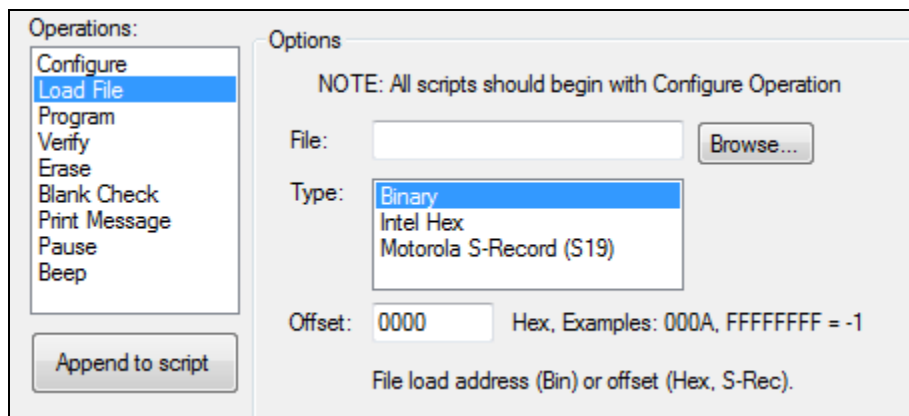 Operations:
Configure
Load File
Program
Verify
Erase
Blank Check
Print Message
Pause
Beep
Append to script
Options
NOTE: All scripts should begin with Configure Operation
File:
Browse...
Type:
Binary
Intel Hex
Motorola S-Record (S19)
Offset: 0000 Hex, Examples: 000A, FFFFFFFF = -1
File load address (Bin) or offset (Hex, S-Rec).